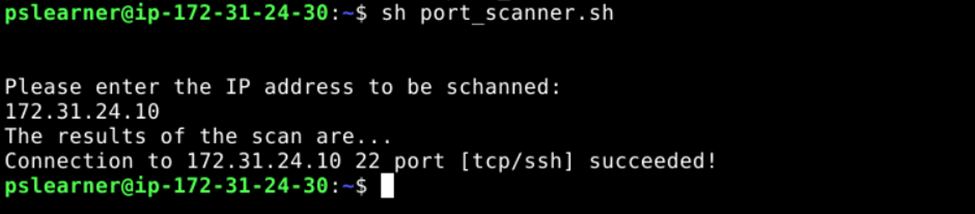 pslearner@ip-172-31-24-30:~$ sh port_scanner.sh
Please enter the IP address to be schanned:
172.31.24.10
The results of the scan are...
Connection to 172.31.24.10 22 port [tcp/ssh] succeeded!
pslearner@ip-172-31-24-30:~$